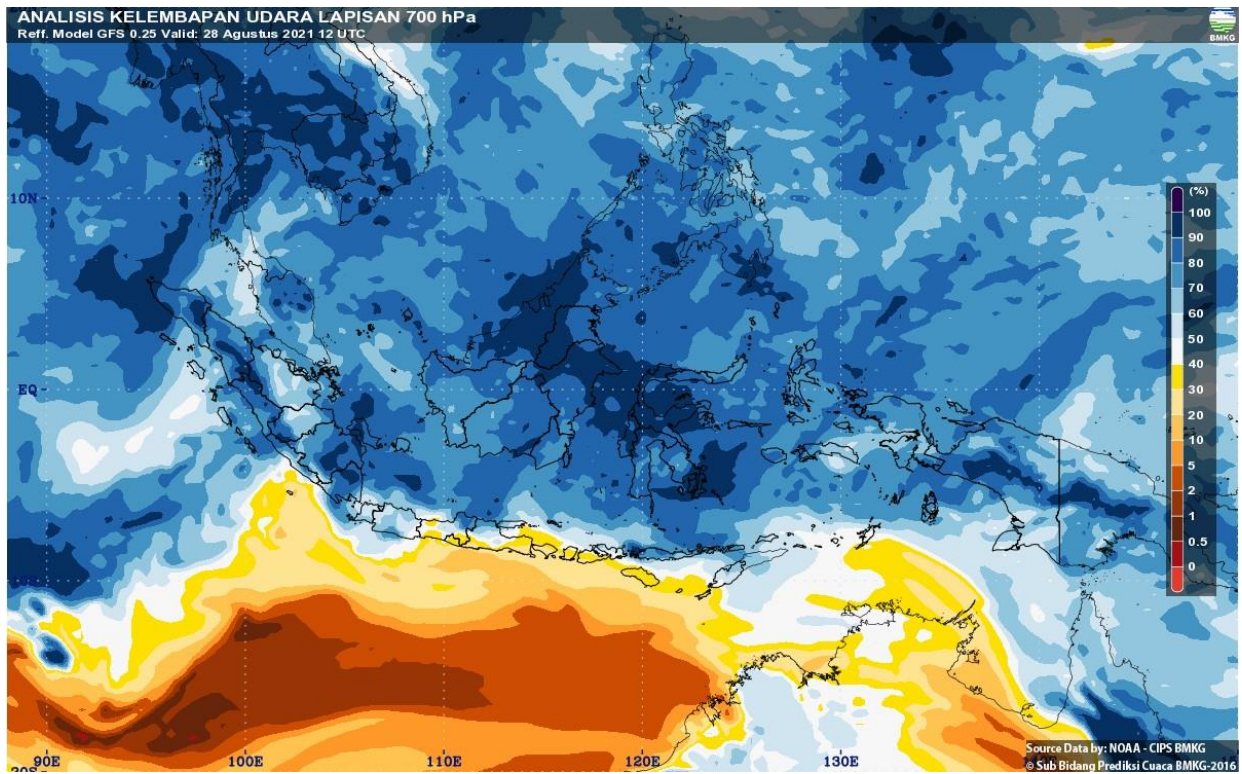 ANALISIS KELEMBAPAN UDARA LAPISAN 700 hPa
Reff. Model GFS 0.25 Valid: 28 Agustus 2021 12 UTC
BMKG
10N
EQ
(%)
100
90
80
70
60
50
40
30
20
10
5
2
1
0.5
0
90E
100E
110E
120E
130E
Source Data by: NOAA - CIPS BMKG
© Sub Bidang Prediksi Cuaca BMKG-2016